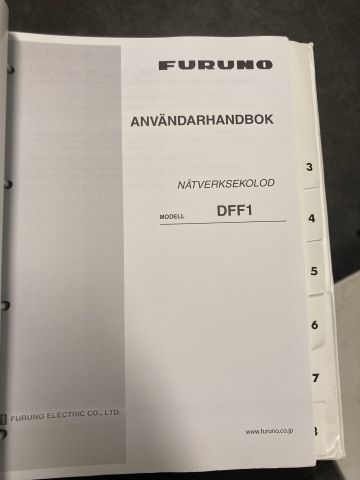 FURUNO
ANVÄNDARHANDBOK
NÄTVERKSEKOLOD
MODELL DFF1
FURUNO ELECTRIC CO., LTD.
www.furuno.co.jp
3
4
5
6
7